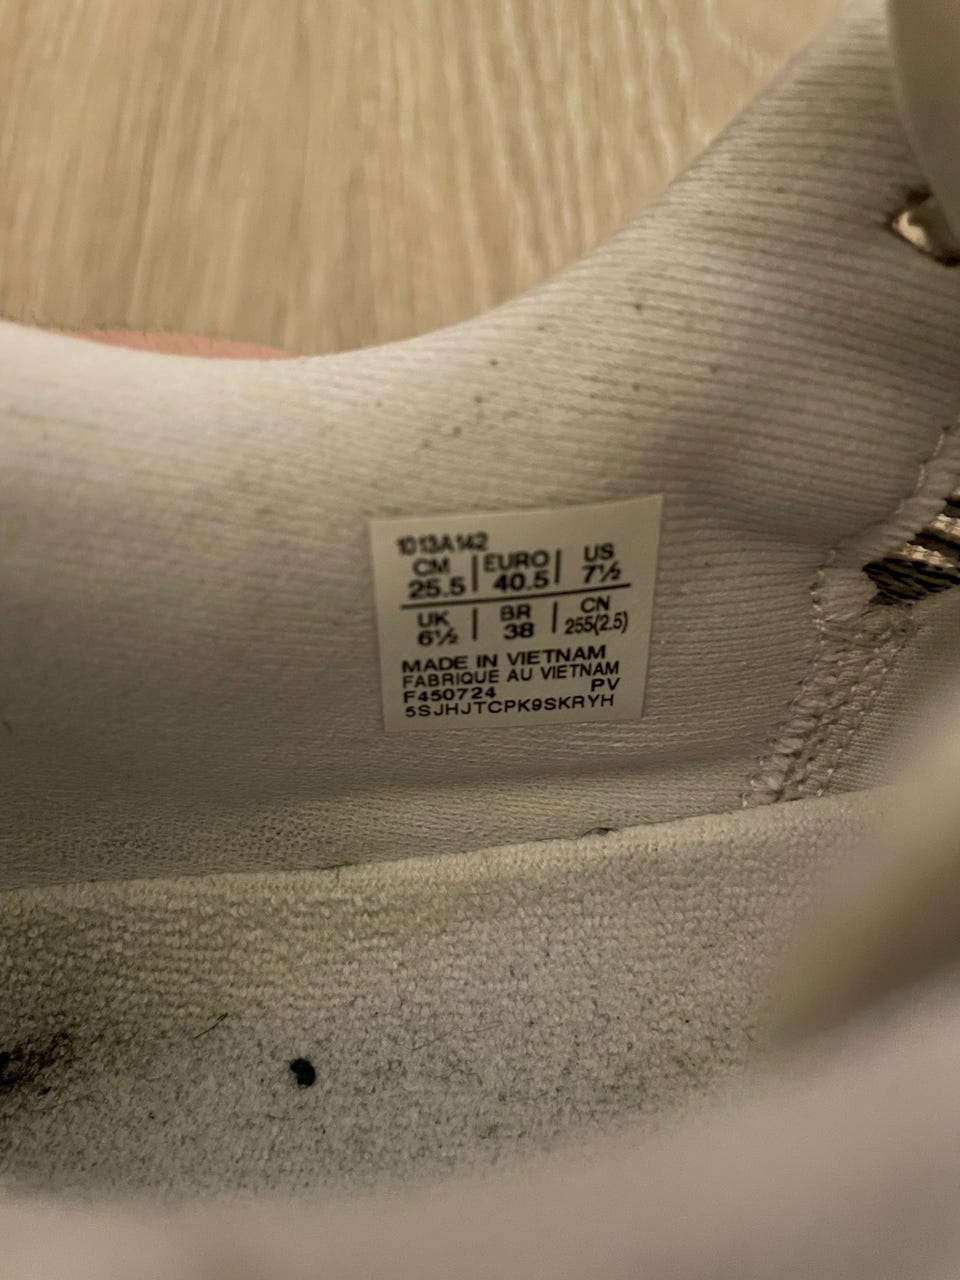 1013A142
CM | EURO | US
25.5 | 40.5 | 7½
UK | BR | CN
6½ | 38 | 255(2.5)
MADE IN VIETNAM
FABRIQUE AU VIETNAM
F450724 PV
5SJHJTCPK9SKRYH